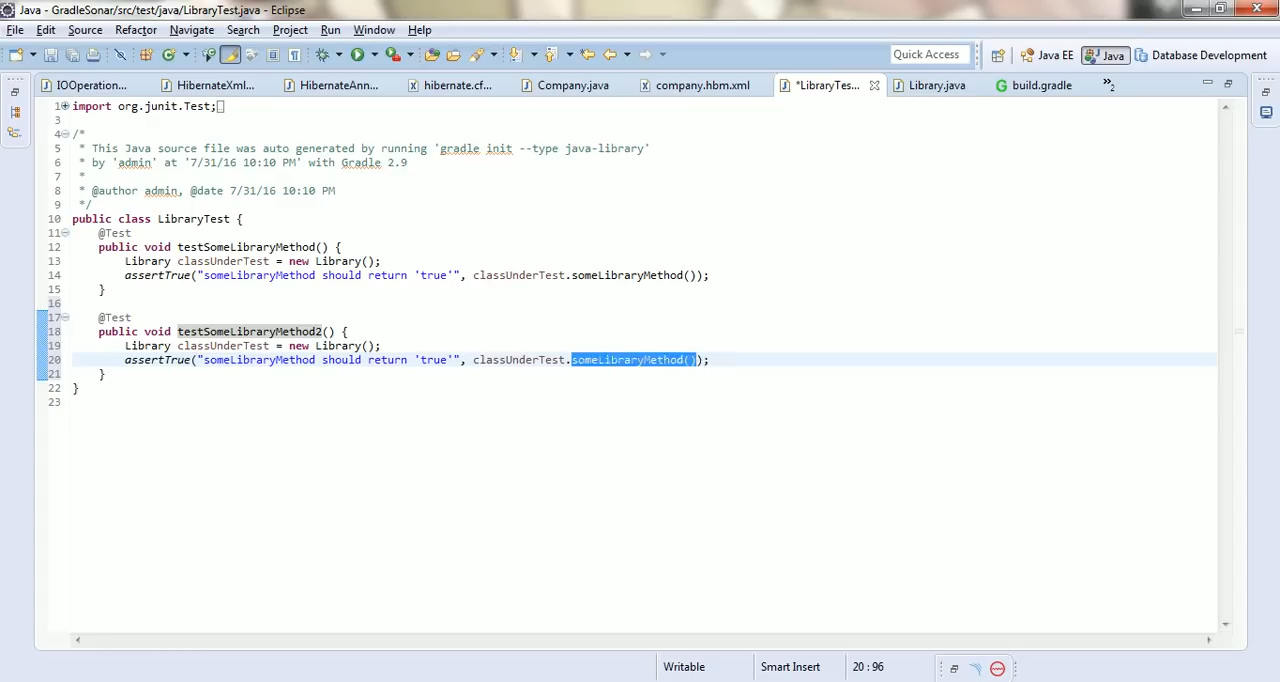 Java - GradleSonar/src/test/java/LibraryTest.java - Eclipse
File Edit Source Refactor Navigate Search Project Run Window Help
Quick Access Java EE Java Database Development
IOOperation... HibernateXml... HibernateAnn... hibernate.cf... Company.java company.hbm.xml *LibraryTes... Library.java build.gradle »2
1 import org.junit.Test;
3
4 /*
5 * This Java source file was auto generated by running 'gradle init --type java-library'
6 * by 'admin' at '7/31/16 10:10 PM' with Gradle 2.9
7 *
8 * @author admin, @date 7/31/16 10:10 PM
9 */
10 public class LibraryTest {
11 @Test
12 public void testSomeLibraryMethod() {
13 Library classUnderTest = new Library();
14 assertTrue("someLibraryMethod should return 'true'", classUnderTest.someLibraryMethod());
15 }
16
17 @Test
18 public void testSomeLibraryMethod2() {
19 Library classUnderTest = new Library();
20 assertTrue("someLibraryMethod should return 'true'", classUnderTest.someLibraryMethod());
21 }
22 }
23
Writable Smart Insert 20 : 96